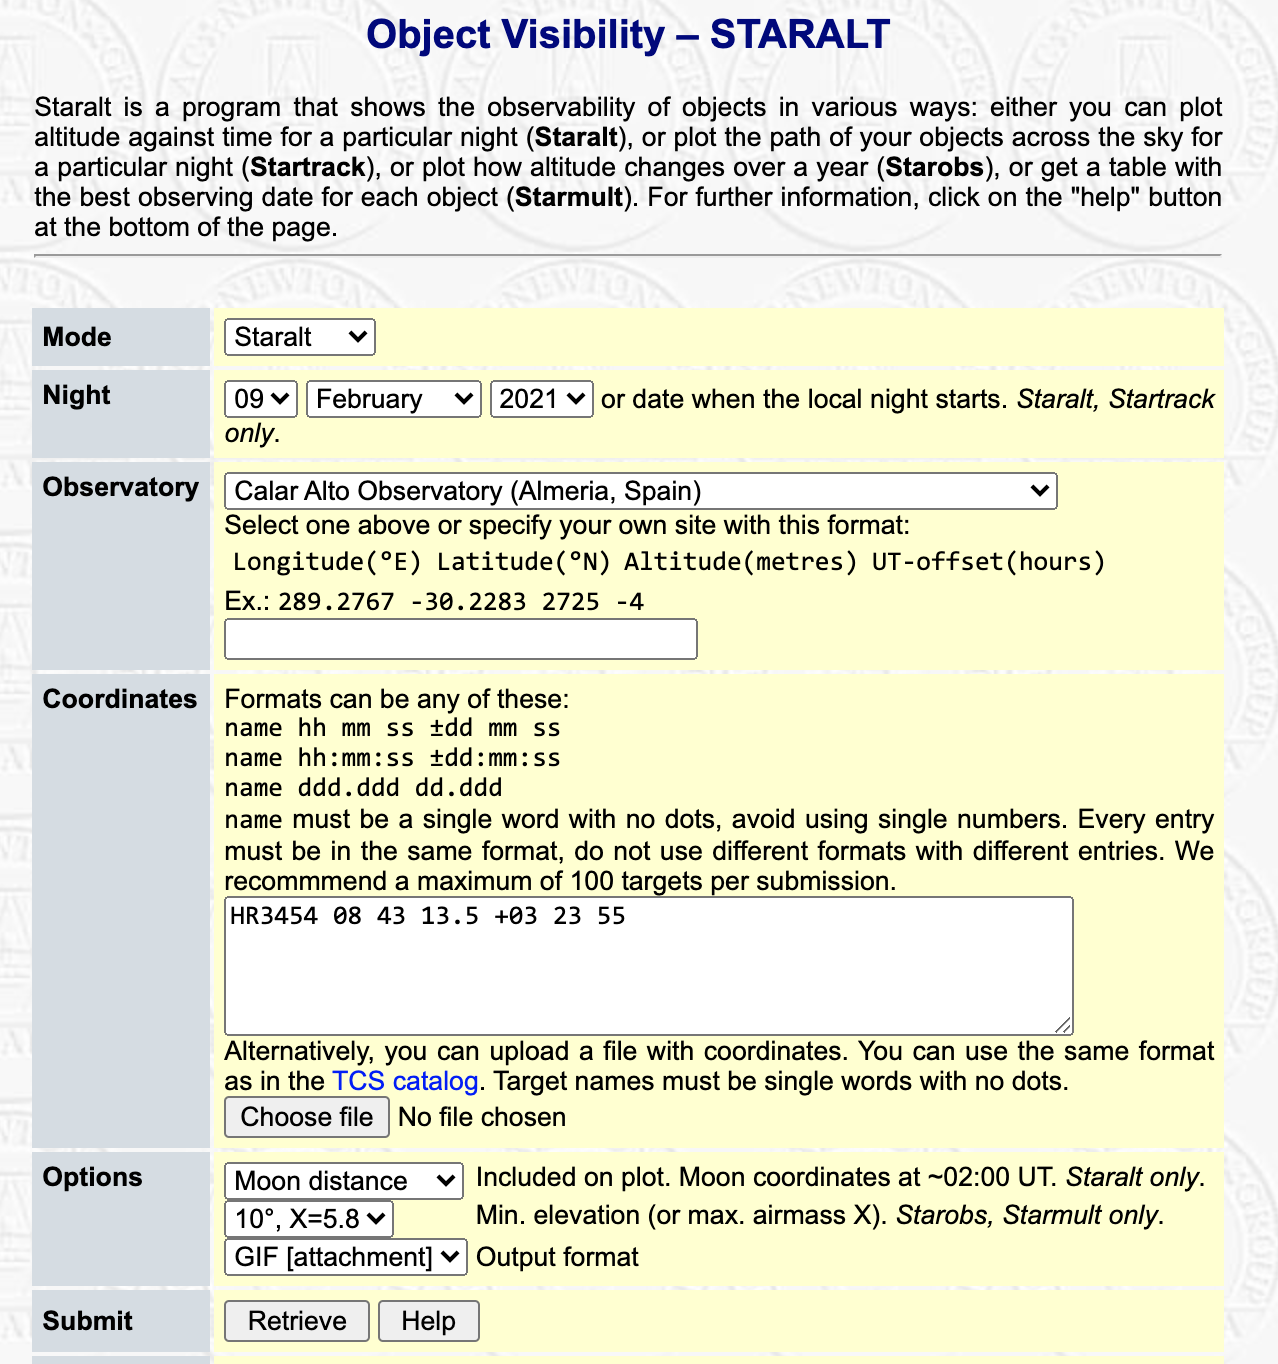 Object Visibility – STARALT
Staralt is a program that shows the observability of objects in various ways: either you can plot
altitude against time for a particular night (Staralt), or plot the path of your objects across the sky for
a particular night (Startrack), or plot how altitude changes over a year (Starobs), or get a table with
the best observing date for each object (Starmult). For further information, click on the "help" button
at the bottom of the page.
Mode
Staralt
Night
09 February 2021 or date when the local night starts. Staralt, Startrack
only.
Observatory
Calar Alto Observatory (Almeria, Spain)
Select one above or specify your own site with this format:
Longitude(°E) Latitude(°N) Altitude(metres) UT-offset(hours)
Ex.: 289.2767 -30.2283 2725 -4
Coordinates
Formats can be any of these:
name hh mm ss ±dd mm ss
name hh:mm:ss ±dd:mm:ss
name ddd.ddd dd.ddd
name must be a single word with no dots, avoid using single numbers. Every entry
must be in the same format, do not use different formats with different entries. We
recommmend a maximum of 100 targets per submission.
HR3454 08 43 13.5 +03 23 55
Alternatively, you can upload a file with coordinates. You can use the same format
as in the TCS catalog. Target names must be single words with no dots.
Choose file No file chosen
Options
Moon distance Included on plot. Moon coordinates at ~02:00 UT. Staralt only.
10°, X=5.8 Min. elevation (or max. airmass X). Starobs, Starmult only.
GIF [attachment] Output format
Submit
Retrieve Help